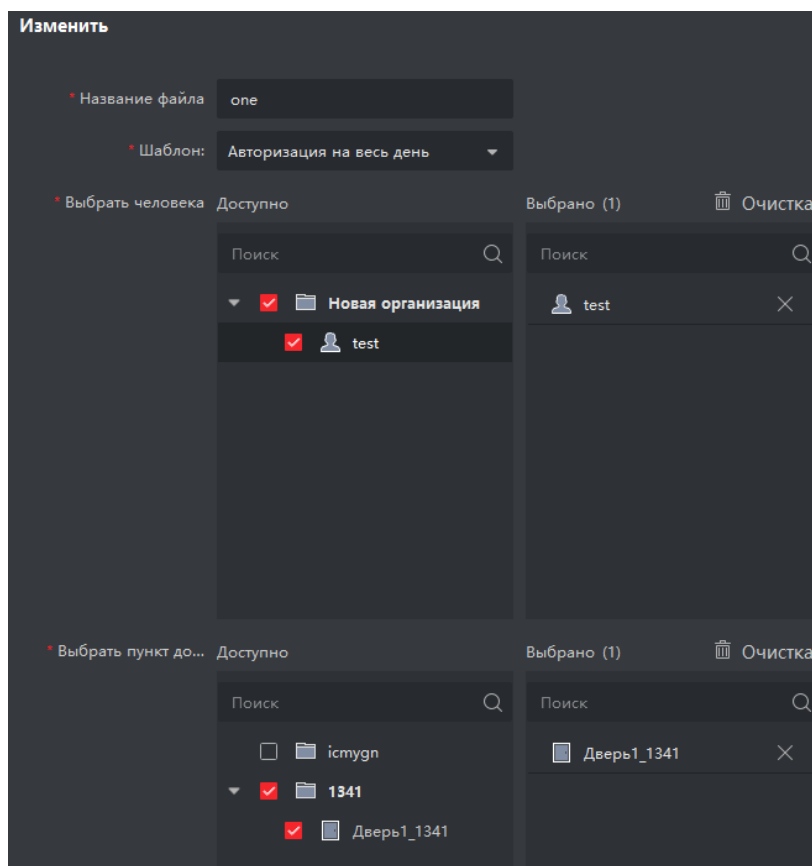 Изменить
* Название файла one
* Шаблон: Авторизация на весь день
* Выбрать человека Доступно Выбрано (1) Очистка
Поиск Поиск
Новая организация test
test
* Выбрать пункт до... Доступно Выбрано (1) Очистка
Поиск Поиск
icmygn Дверь1_1341
1341
Дверь1_1341